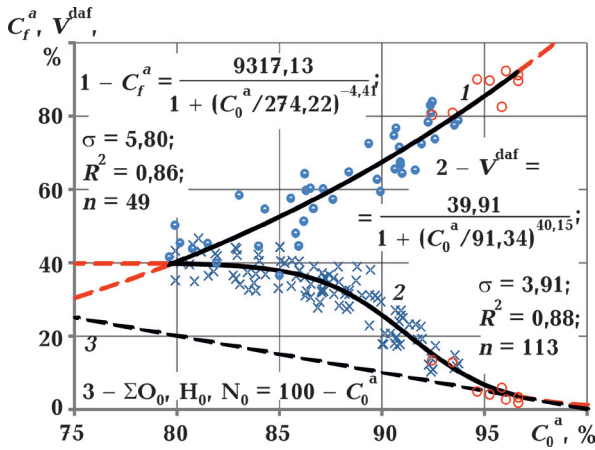 C_f^a, V^daf,
%
80
60
40
20
0
1 – C_f^a = 9317,13 / 1 + (C_0^a/274,22)^–4,41;
σ = 5,80;
R^2 = 0,86;
n = 49
1
2 – V^daf =
= 39,91 / 1 + (C_0^a/91,34)^40,15;
σ = 3,91;
R^2 = 0,88;
n = 113
2
3
3 – ΣO_0, H_0, N_0 = 100 – C_0^a
75 80 85 90 95 C_0^a, %